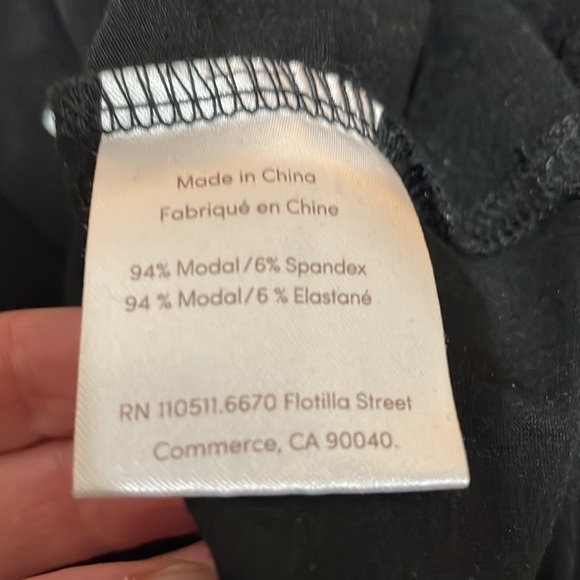 Made in China
Fabriqué en Chine
94% Modal/6% Spandex
94 % Modal/6 % Elastané
RN 110511.6670 Flotilla Street
Commerce, CA 90040.